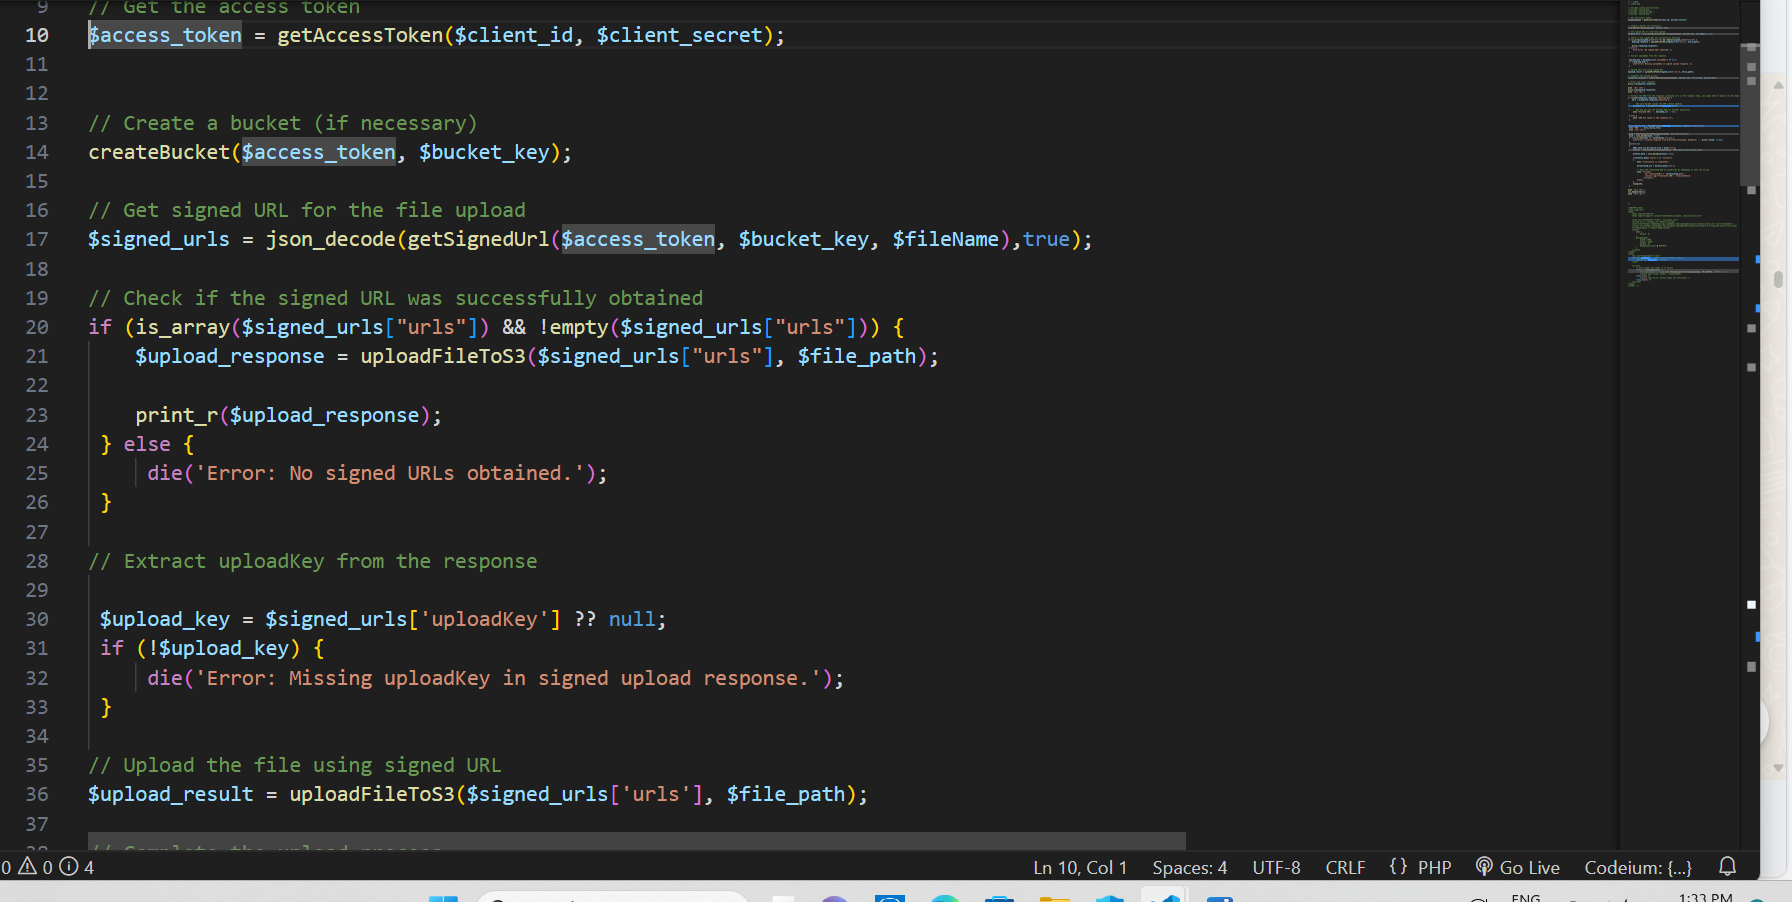 9 // Get the access token
10 $access_token = getAccessToken($client_id, $client_secret);
11
12
13 // Create a bucket (if necessary)
14 createBucket($access_token, $bucket_key);
15
16 // Get signed URL for the file upload
17 $signed_urls = json_decode(getSignedUrl($access_token, $bucket_key, $fileName),true);
18
19 // Check if the signed URL was successfully obtained
20 if (is_array($signed_urls["urls"]) && !empty($signed_urls["urls"])) {
21 $upload_response = uploadFileToS3($signed_urls["urls"], $file_path);
22
23 print_r($upload_response);
24 } else {
25 die('Error: No signed URLs obtained.');
26 }
27
28 // Extract uploadKey from the response
29
30 $upload_key = $signed_urls['uploadKey'] ?? null;
31 if (!$upload_key) {
32 die('Error: Missing uploadKey in signed upload response.');
33 }
34
35 // Upload the file using signed URL
36 $upload_result = uploadFileToS3($signed_urls['urls'], $file_path);
37
38 // Complete the upload process
0 0 4 Ln 10, Col 1 Spaces: 4 UTF-8 CRLF {} PHP Go Live Codeium: {...}
ENG 1:33 PM